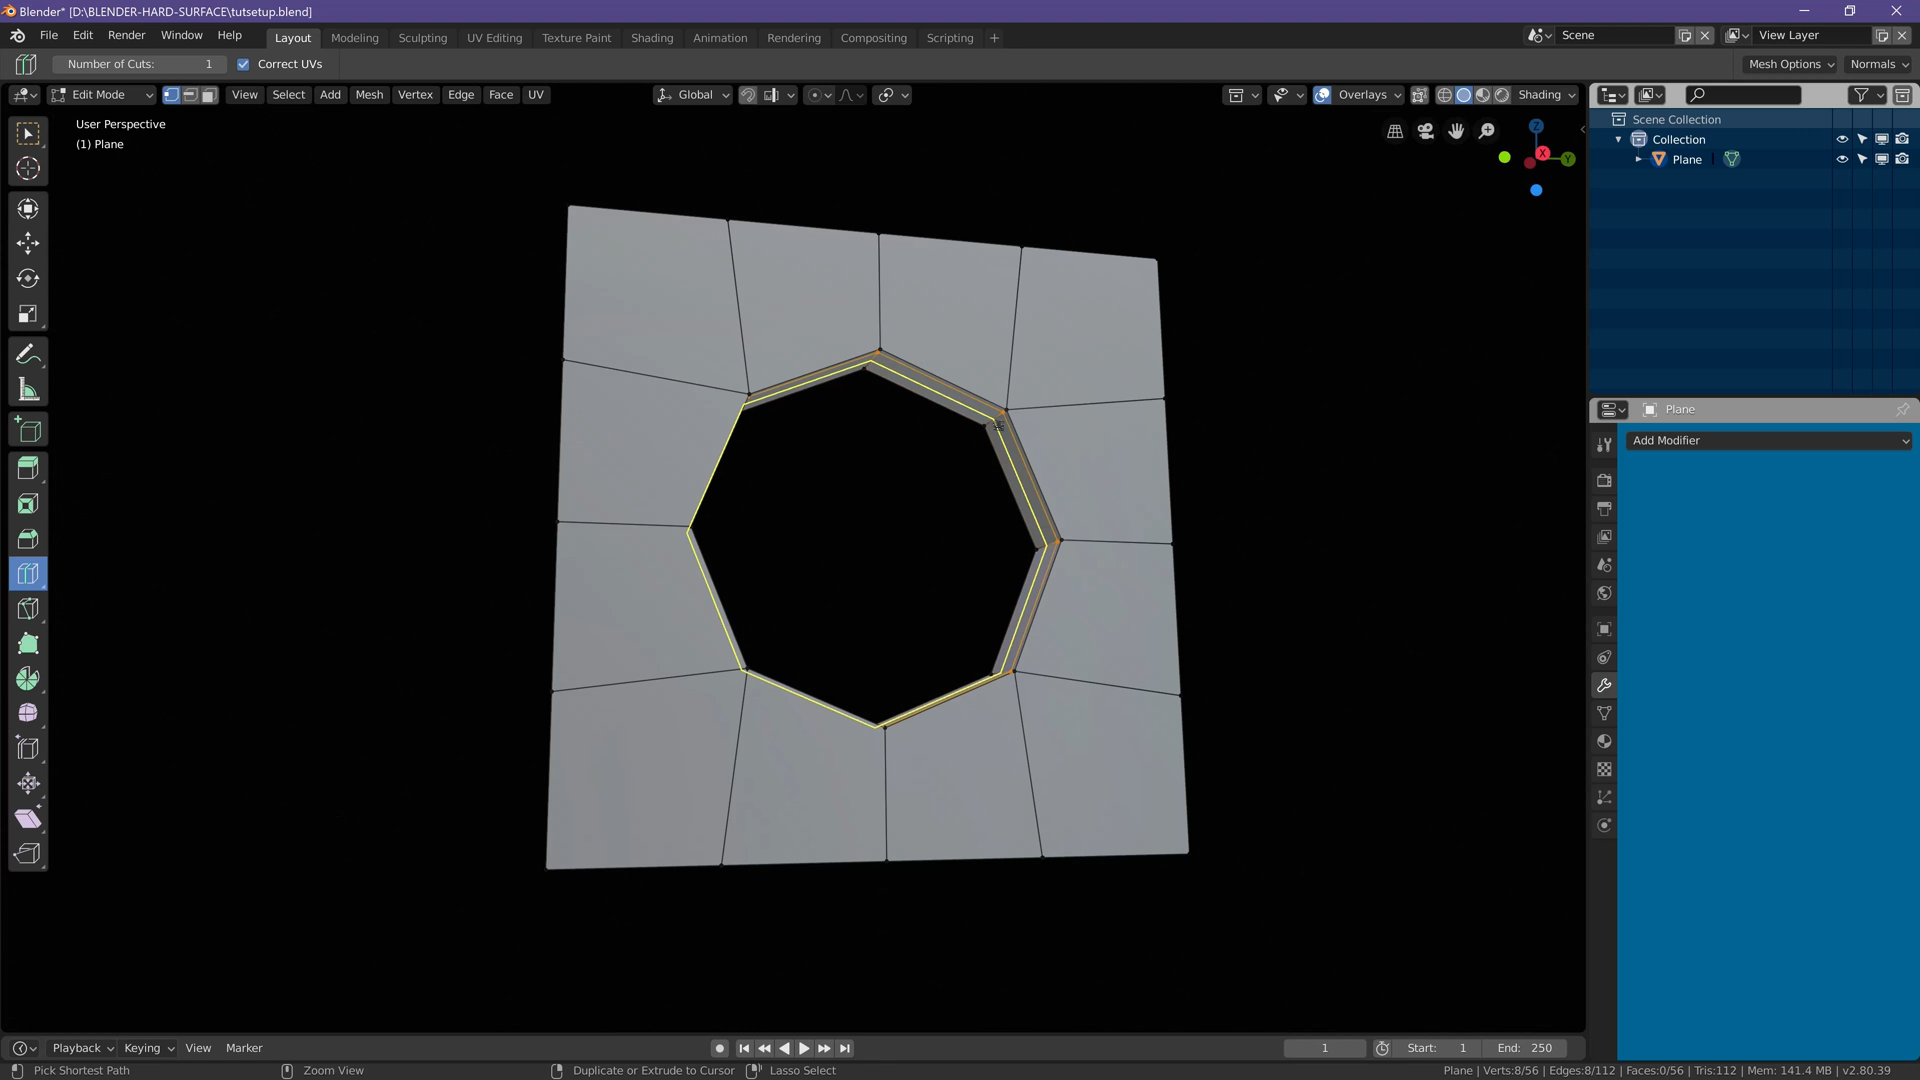 Blender* [D:\BLENDER-HARD-SURFACE\tutsetup.blend]
File Edit Render Window Help Layout Modeling Sculpting UV Editing Texture Paint Shading Animation Rendering Compositing Scripting + Scene View Layer
Number of Cuts: 1 Correct UVs Mesh Options Normals
Edit Mode View Select Add Mesh Vertex Edge Face UV Global Overlays Shading
User Perspective
(1) Plane
Z
X
Y
Scene Collection
Collection
Plane
Plane
Add Modifier
Playback Keying View Marker 1 Start: 1 End: 250
Pick Shortest Path Zoom View Duplicate or Extrude to Cursor Lasso Select Plane | Verts:8/56 | Edges:8/112 | Faces:0/56 | Tris:112 | Mem: 141.4 MB | v2.80.39